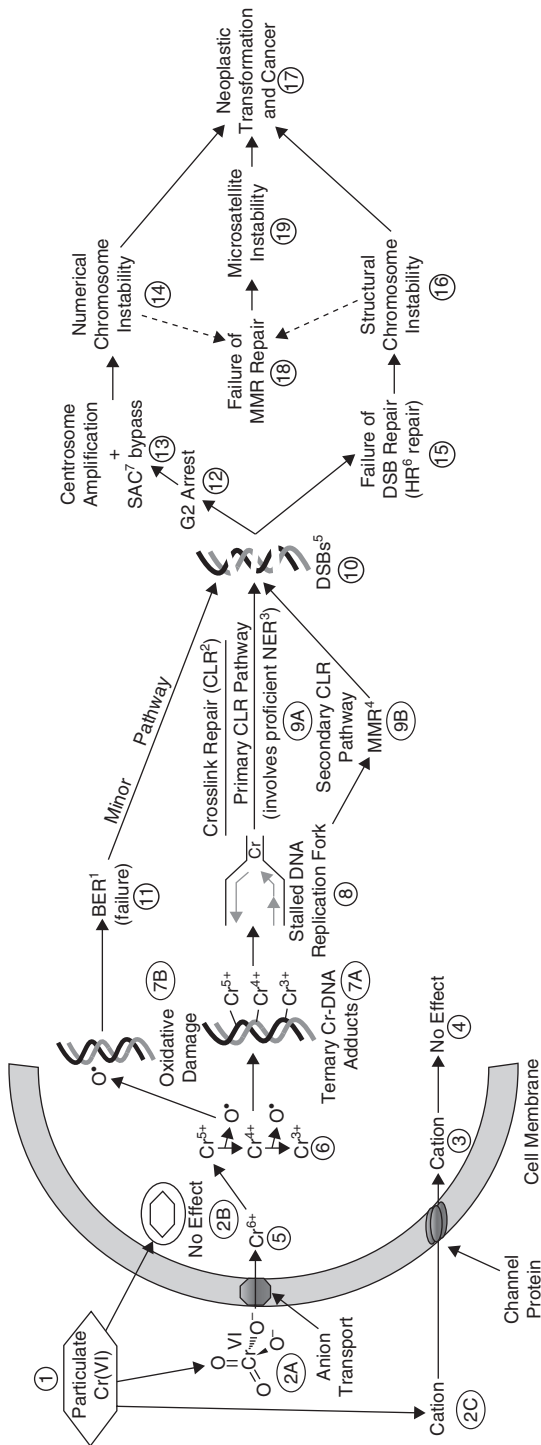 1
Particulate
Cr(VI)
O
VI
O
Cr
O⁻
O⁻
2A
Anion
Transport
Cation
2C
No Effect
2B
Cr⁶⁺
5
Channel
Protein
Cell Membrane
Cation
3
No Effect
4
Cr⁵⁺
O•
Cr⁴⁺
O•
Cr³⁺
6
O•
Oxidative
Damage
7B
Cr⁵⁺
Cr⁴⁺
Cr³⁺
Ternary Cr-DNA
Adducts
7A
BER¹
(failure)
11
Minor Pathway
Cr
Stalled DNA
Replication Fork
8
Crosslink Repair (CLR²)
Primary CLR Pathway
(involves proficient NER³)
9A
Secondary CLR
Pathway
MMR⁴
9B
DSBs⁵
10
G2 Arrest
12
Centrosome
Amplification
+
SAC⁷ bypass
13
Numerical
Chromosome
Instability
14
Failure of
DSB Repair
(HR⁶ repair)
15
Structural
Chromosome
Instability
16
Failure of
MMR Repair
18
Microsatellite
Instability
19
Neoplastic
Transformation
and Cancer
17